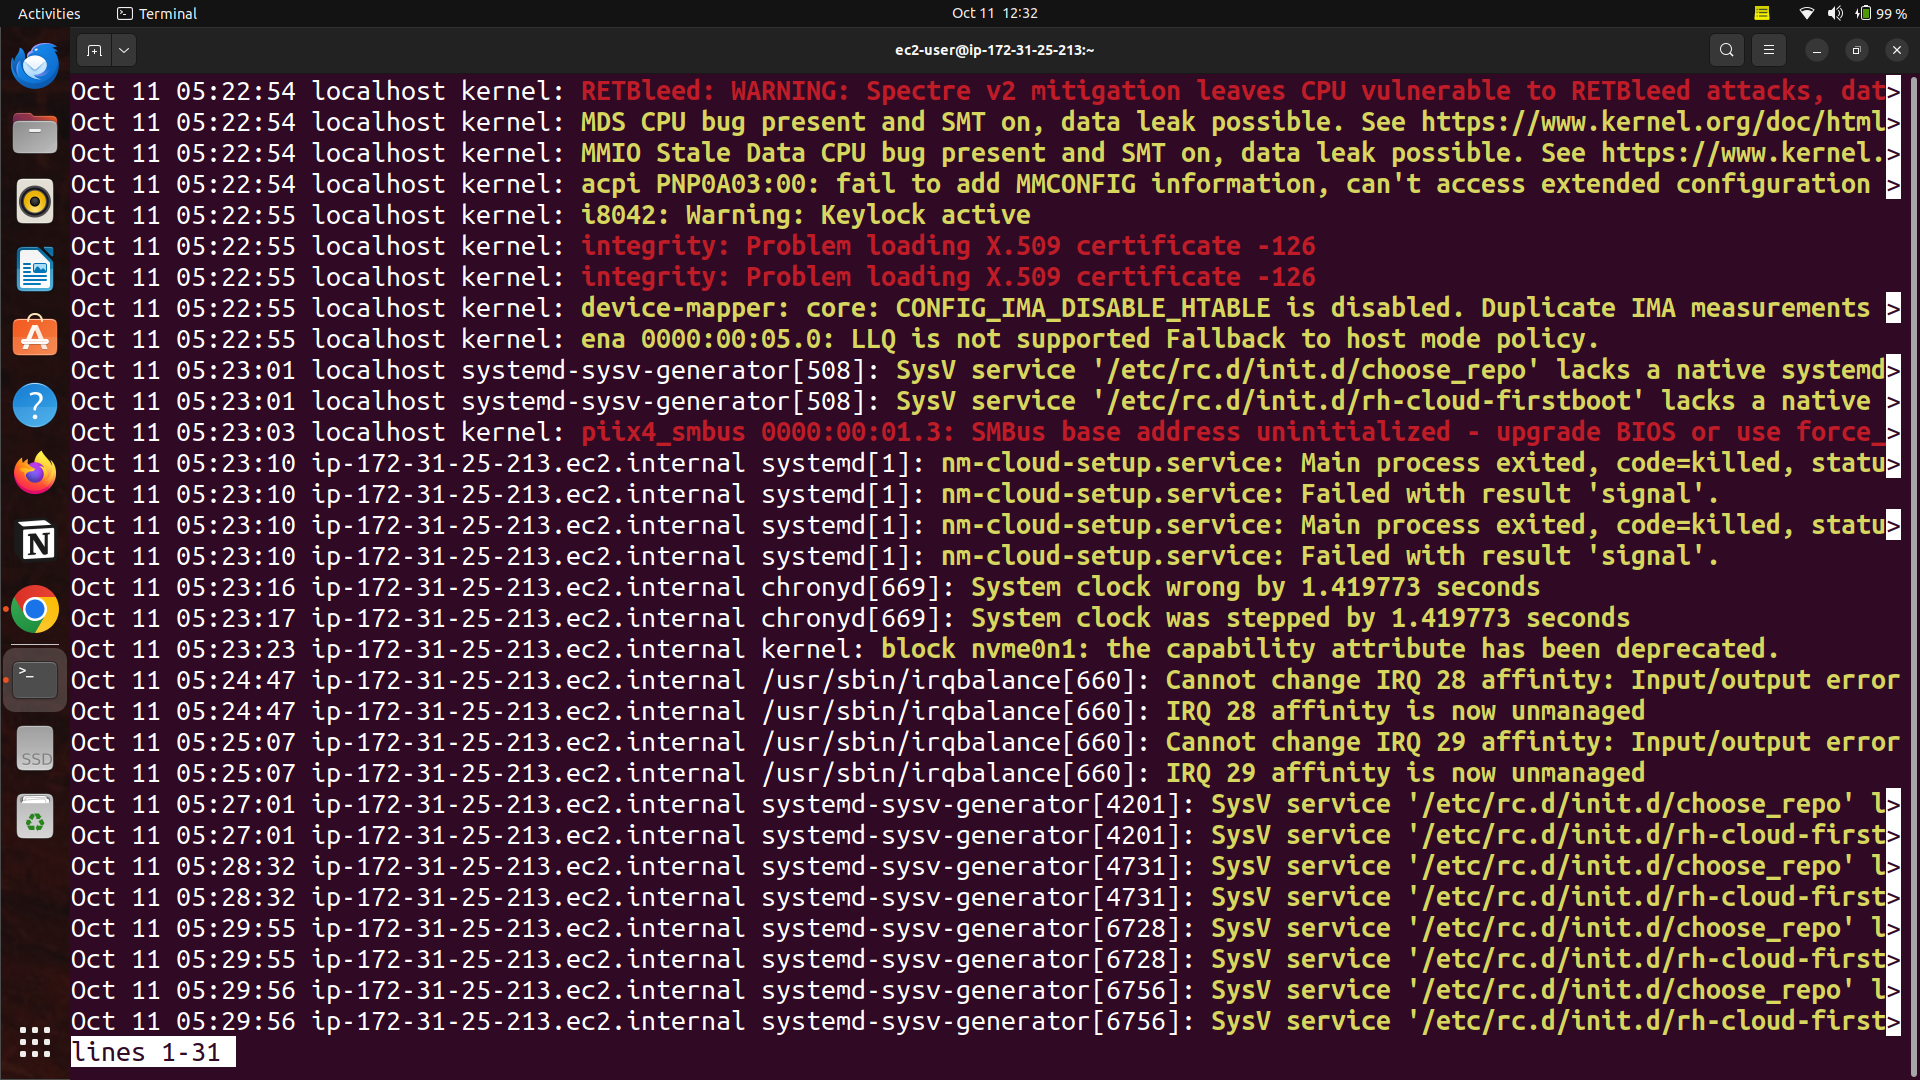 Activities Terminal Oct 11 12:32 99 %
ec2-user@ip-172-31-25-213:~
Oct 11 05:22:54 localhost kernel: RETBleed: WARNING: Spectre v2 mitigation leaves CPU vulnerable to RETBleed attacks, dat>
Oct 11 05:22:54 localhost kernel: MDS CPU bug present and SMT on, data leak possible. See https://www.kernel.org/doc/html>
Oct 11 05:22:54 localhost kernel: MMIO Stale Data CPU bug present and SMT on, data leak possible. See https://www.kernel.>
Oct 11 05:22:54 localhost kernel: acpi PNP0A03:00: fail to add MMCONFIG information, can't access extended configuration >
Oct 11 05:22:55 localhost kernel: i8042: Warning: Keylock active
Oct 11 05:22:55 localhost kernel: integrity: Problem loading X.509 certificate -126
Oct 11 05:22:55 localhost kernel: integrity: Problem loading X.509 certificate -126
Oct 11 05:22:55 localhost kernel: device-mapper: core: CONFIG_IMA_DISABLE_HTABLE is disabled. Duplicate IMA measurements >
Oct 11 05:22:55 localhost kernel: ena 0000:00:05.0: LLQ is not supported Fallback to host mode policy.
Oct 11 05:23:01 localhost systemd-sysv-generator[508]: SysV service '/etc/rc.d/init.d/choose_repo' lacks a native systemd>
Oct 11 05:23:01 localhost systemd-sysv-generator[508]: SysV service '/etc/rc.d/init.d/rh-cloud-firstboot' lacks a native >
Oct 11 05:23:03 localhost kernel: piix4_smbus 0000:00:01.3: SMBus base address uninitialized - upgrade BIOS or use force_>
Oct 11 05:23:10 ip-172-31-25-213.ec2.internal systemd[1]: nm-cloud-setup.service: Main process exited, code=killed, statu>
Oct 11 05:23:10 ip-172-31-25-213.ec2.internal systemd[1]: nm-cloud-setup.service: Failed with result 'signal'.
Oct 11 05:23:10 ip-172-31-25-213.ec2.internal systemd[1]: nm-cloud-setup.service: Main process exited, code=killed, statu>
Oct 11 05:23:10 ip-172-31-25-213.ec2.internal systemd[1]: nm-cloud-setup.service: Failed with result 'signal'.
Oct 11 05:23:16 ip-172-31-25-213.ec2.internal chronyd[669]: System clock wrong by 1.419773 seconds
Oct 11 05:23:17 ip-172-31-25-213.ec2.internal chronyd[669]: System clock was stepped by 1.419773 seconds
Oct 11 05:23:23 ip-172-31-25-213.ec2.internal kernel: block nvme0n1: the capability attribute has been deprecated.
Oct 11 05:24:47 ip-172-31-25-213.ec2.internal /usr/sbin/irqbalance[660]: Cannot change IRQ 28 affinity: Input/output error
Oct 11 05:24:47 ip-172-31-25-213.ec2.internal /usr/sbin/irqbalance[660]: IRQ 28 affinity is now unmanaged
Oct 11 05:25:07 ip-172-31-25-213.ec2.internal /usr/sbin/irqbalance[660]: Cannot change IRQ 29 affinity: Input/output error
Oct 11 05:25:07 ip-172-31-25-213.ec2.internal /usr/sbin/irqbalance[660]: IRQ 29 affinity is now unmanaged
Oct 11 05:27:01 ip-172-31-25-213.ec2.internal systemd-sysv-generator[4201]: SysV service '/etc/rc.d/init.d/choose_repo' l>
Oct 11 05:27:01 ip-172-31-25-213.ec2.internal systemd-sysv-generator[4201]: SysV service '/etc/rc.d/init.d/rh-cloud-first>
Oct 11 05:28:32 ip-172-31-25-213.ec2.internal systemd-sysv-generator[4731]: SysV service '/etc/rc.d/init.d/choose_repo' l>
Oct 11 05:28:32 ip-172-31-25-213.ec2.internal systemd-sysv-generator[4731]: SysV service '/etc/rc.d/init.d/rh-cloud-first>
Oct 11 05:29:55 ip-172-31-25-213.ec2.internal systemd-sysv-generator[6728]: SysV service '/etc/rc.d/init.d/choose_repo' l>
Oct 11 05:29:55 ip-172-31-25-213.ec2.internal systemd-sysv-generator[6728]: SysV service '/etc/rc.d/init.d/rh-cloud-first>
Oct 11 05:29:56 ip-172-31-25-213.ec2.internal systemd-sysv-generator[6756]: SysV service '/etc/rc.d/init.d/choose_repo' l>
Oct 11 05:29:56 ip-172-31-25-213.ec2.internal systemd-sysv-generator[6756]: SysV service '/etc/rc.d/init.d/rh-cloud-first>
lines 1-31
SSD